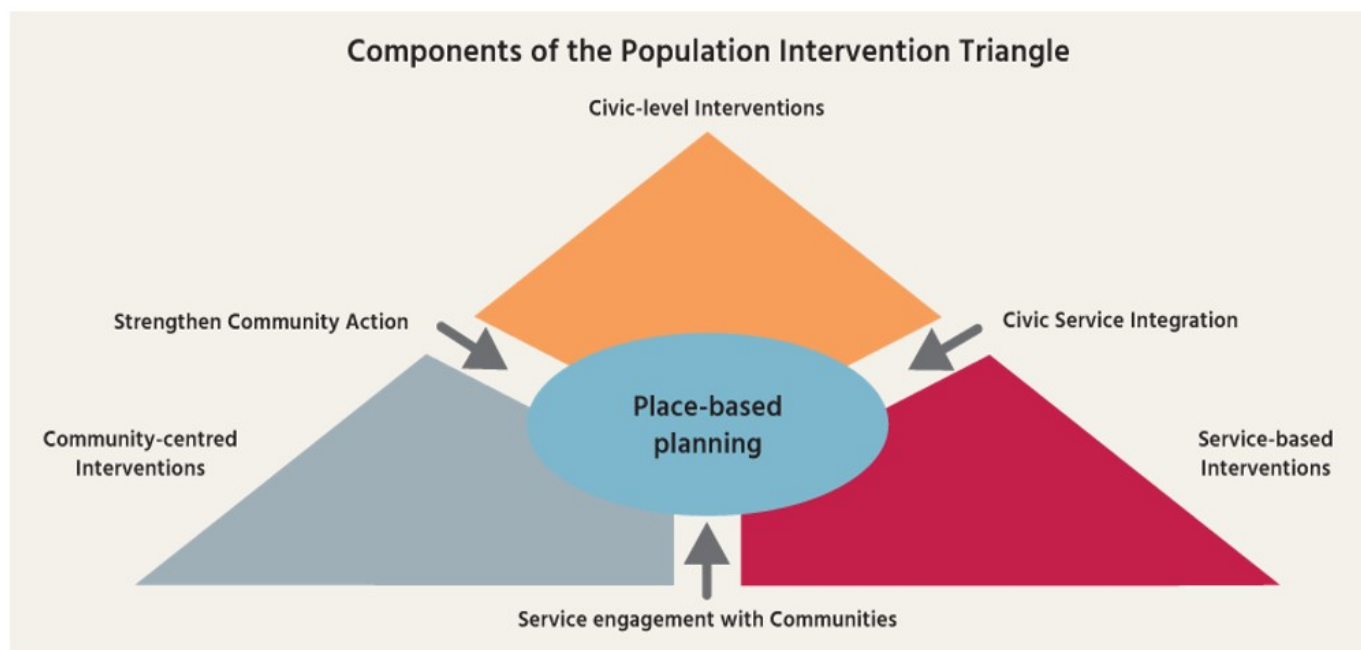 Components of the Population Intervention Triangle
Civic-level Interventions
Strengthen Community Action
Civic Service Integration
Place-based
planning
Community-centred
Interventions
Service-based
Interventions
Service engagement with Communities